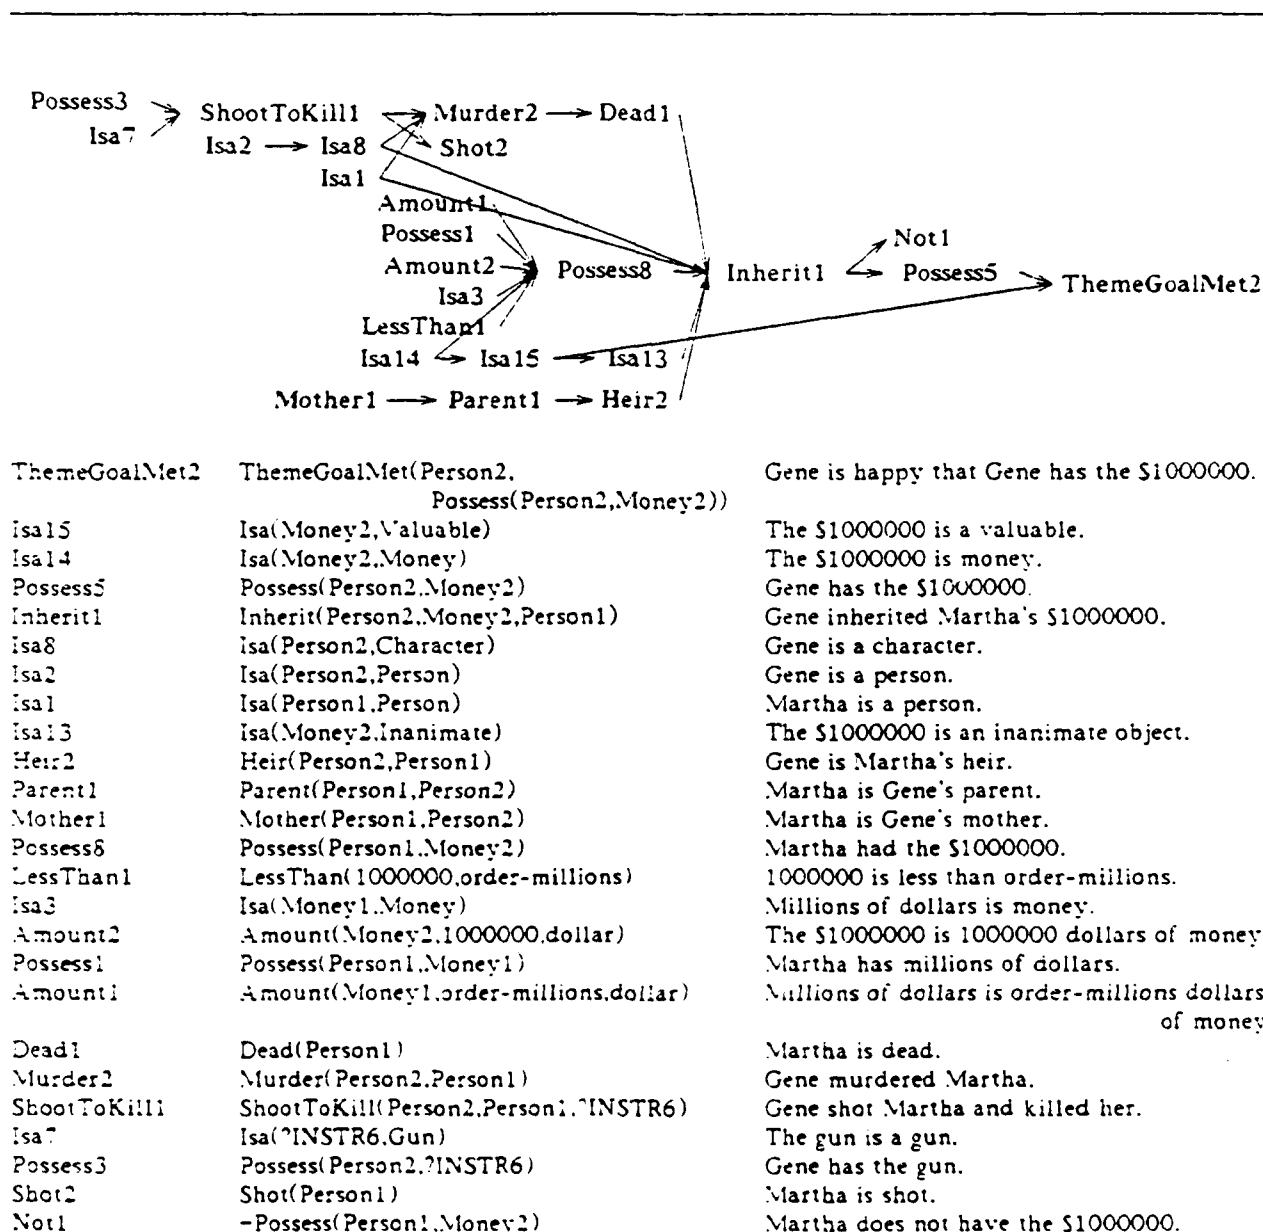 Possess3
ShootToKill1 Murder2 Dead1
Isa7
Isa2 Isa8 Shot2
Isa1
Amount1
Possess1 Not1
Amount2 Possess8 Inherit1 Possess5 ThemeGoalMet2
Isa3
LessThan1
Isa14 Isa15 Isa13
Mother1 Parent1 Heir2
ThemeGoalMet2 ThemeGoalMet(Person2, Gene is happy that Gene has the $1000000.
Possess(Person2,Money2))
Isa15 Isa(Money2,Valuable) The $1000000 is a valuable.
Isa14 Isa(Money2,Money) The $1000000 is money.
Possess5 Possess(Person2,Money2) Gene has the $1000000.
Inherit1 Inherit(Person2,Money2,Person1) Gene inherited Martha's $1000000.
Isa8 Isa(Person2,Character) Gene is a character.
Isa2 Isa(Person2,Person) Gene is a person.
Isa1 Isa(Person1,Person) Martha is a person.
Isa13 Isa(Money2,Inanimate) The $1000000 is an inanimate object.
Heir2 Heir(Person2,Person1) Gene is Martha's heir.
Parent1 Parent(Person1,Person2) Martha is Gene's parent.
Mother1 Mother(Person1,Person2) Martha is Gene's mother.
Possess8 Possess(Person1,Money2) Martha had the $1000000.
LessThan1 LessThan(1000000,order-millions) 1000000 is less than order-millions.
Isa3 Isa(Money1,Money) Millions of dollars is money.
Amount2 Amount(Money2,1000000,dollar) The $1000000 is 1000000 dollars of money
Possess1 Possess(Person1,Money1) Martha has millions of dollars.
Amount1 Amount(Money1,order-millions,dollar) Millions of dollars is order-millions dollars
of money
Dead1 Dead(Person1) Martha is dead.
Murder2 Murder(Person2,Person1) Gene murdered Martha.
ShootToKill1 ShootToKill(Person2,Person1,?INSTR6) Gene shot Martha and killed her.
Isa7 Isa(?INSTR6,Gun) The gun is a gun.
Possess3 Possess(Person2,?INSTR6) Gene has the gun.
Shot2 Shot(Person1) Martha is shot.
Not1 -Possess(Person1,Money2) Martha does not have the $1000000.